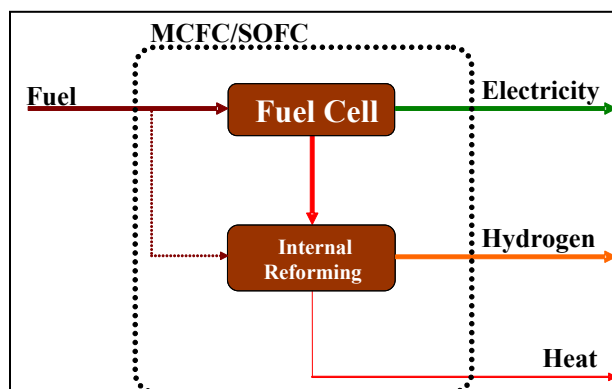 MCFC/SOFC
Fuel
Fuel Cell
Electricity
Internal
Reforming
Hydrogen
Heat